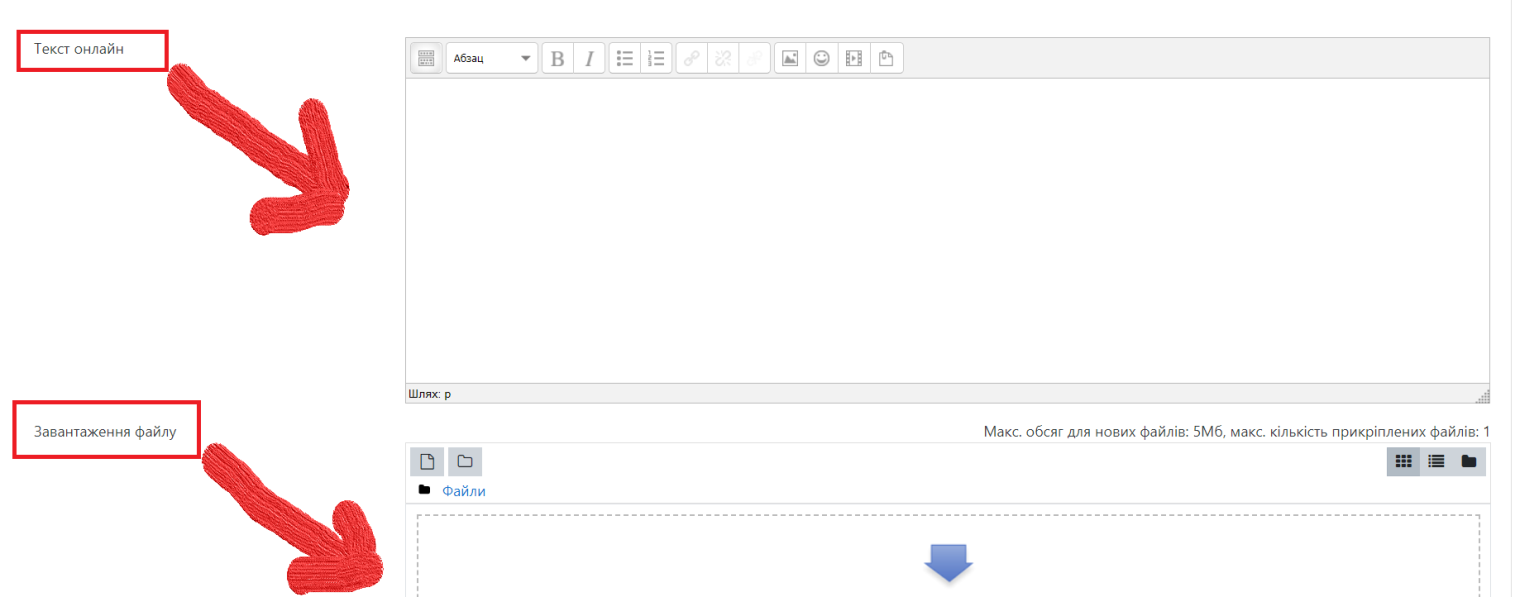 Текст онлайн
Абзац
B I
Шлях: p
Завантаження файлу
Макс. обсяг для нових файлів: 5Мб, макс. кількість прикріплених файлів: 1
Файли